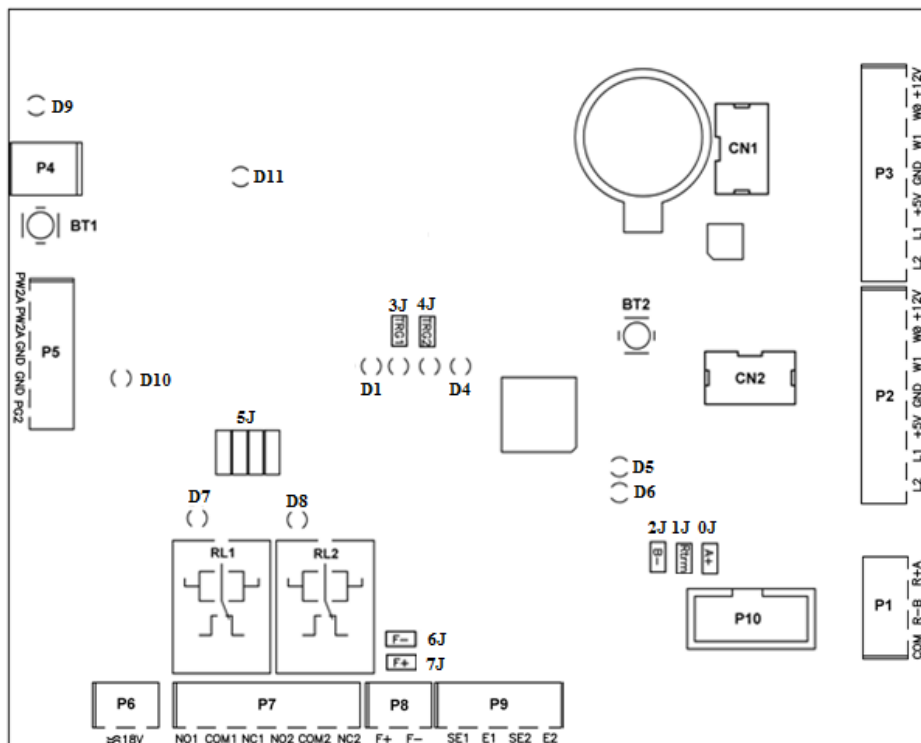 D9
P4
BT1
D11
CN1
P3
L2 L1 +5V GND W1 W0 +12V
PW2A PW2A GND GND PG2
P5
D10
3J 4J
TRG1 TRG2
D1 D4
BT2
CN2
P2
L2 L1 +5V GND W1 W0 +12V
5J
D5
D6
D7 D8
RL1 RL2
2J 1J 0J
B- Rtrm A+
P10
P1
COM R-B R+A
F- 6J
F+ 7J
P6 P7 P8 P9
18V NO1 COM1 NC1 NO2 COM2 NC2 F+ F- SE1 E1 SE2 E2